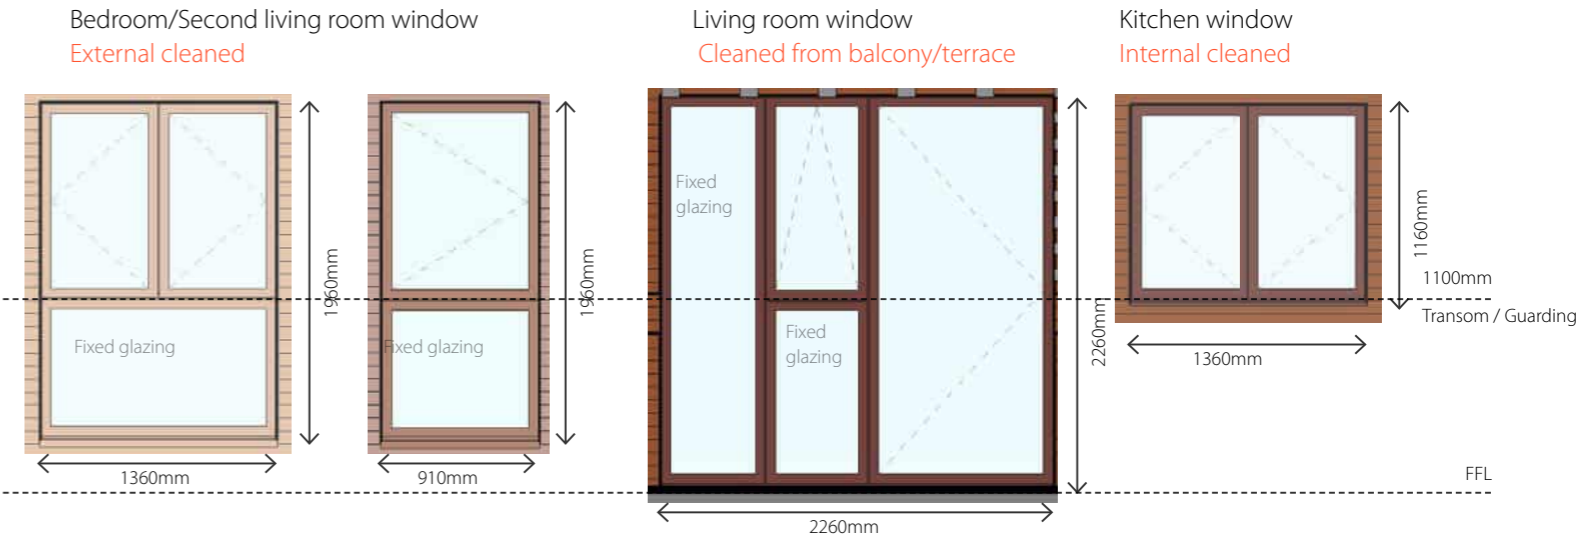 Bedroom/Second living room window
External cleaned
Living room window
Cleaned from balcony/terrace
Kitchen window
Internal cleaned
Fixed glazing
1960mm
1360mm
Fixed glazing
1960mm
910mm
Fixed
glazing
Fixed
glazing
2260mm
2260mm
1160mm
1360mm
1100mm
Transom / Guarding
FFL